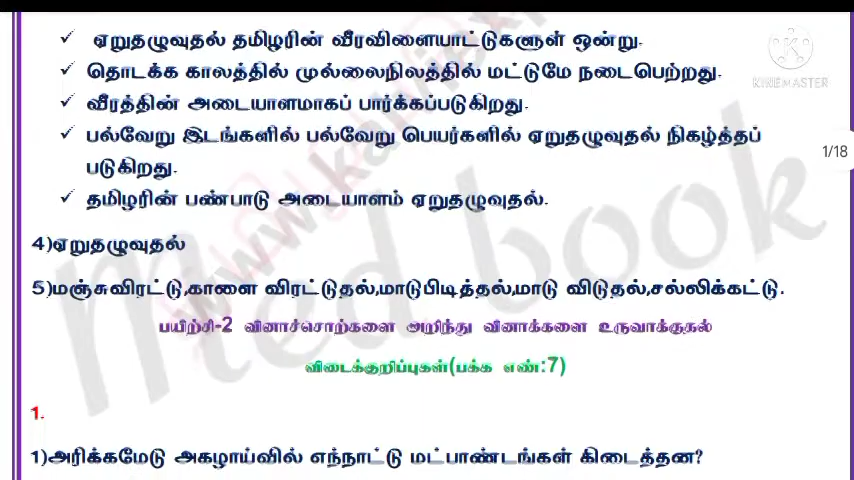 ✓ ஏறுதழுவுதல் தமிழரின் வீரவிளையாட்டுகளுள் ஒன்று.
✓ தொடக்க காலத்தில் முல்லைநிலத்தில் மட்டுமே நடைபெற்றது.
✓ வீரத்தின் அடையாளமாகப் பார்க்கப்படுகிறது.
✓ பல்வேறு இடங்களில் பல்வேறு பெயர்களில் ஏறுதழுவுதல் நிகழ்த்தப்
படுகிறது.
✓ தமிழரின் பண்பாடு அடையாளம் ஏறுதழுவுதல்.
4)ஏறுதழுவுதல்
5)மஞ்சுவிரட்டு,காளை விரட்டுதல்,மாடுபிடித்தல்,மாடு விடுதல்,சல்லிக்கட்டு.
பயிற்சி-2 வினாச்சொற்களை அறிந்து வினாக்களை உருவாக்குதல்
விடைக்குறிப்புகள்(பக்க எண்:7)
1.
1)அரிக்கமேடு அகழாய்வில் எந்நாட்டு மட்பாண்டங்கள் கிடைத்தன?
KINEMASTER
1/18
Med book